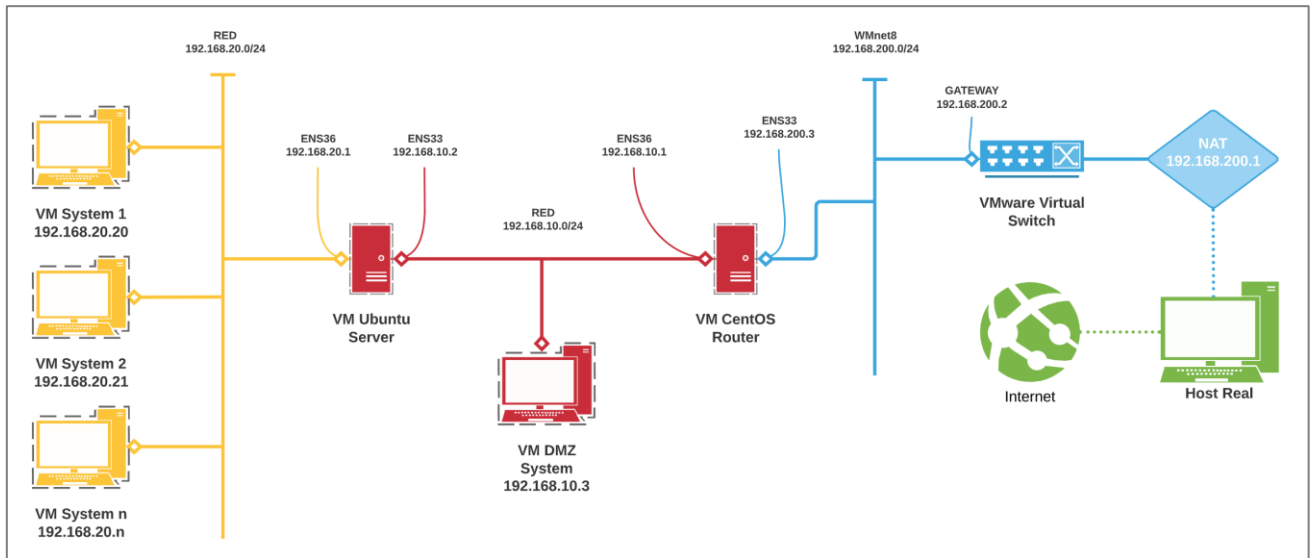 RED
192.168.20.0/24
WMnet8
192.168.200.0/24
GATEWAY
192.168.200.2
ENS36
192.168.20.1
ENS33
192.168.10.2
ENS36
192.168.10.1
ENS33
192.168.200.3
NAT
192.168.200.1
VM System 1
192.168.20.20
RED
192.168.10.0/24
VMware Virtual
Switch
VM Ubuntu
Server
VM CentOS
Router
VM System 2
192.168.20.21
Internet
Host Real
VM DMZ
System
192.168.10.3
VM System n
192.168.20.n